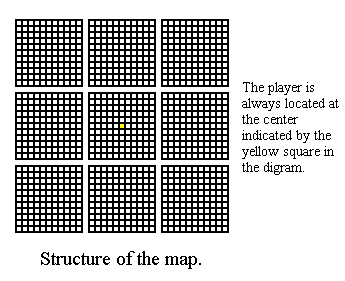 The player is
always located at
the center
indicated by the
yellow square in
the digram.
Structure of the map.